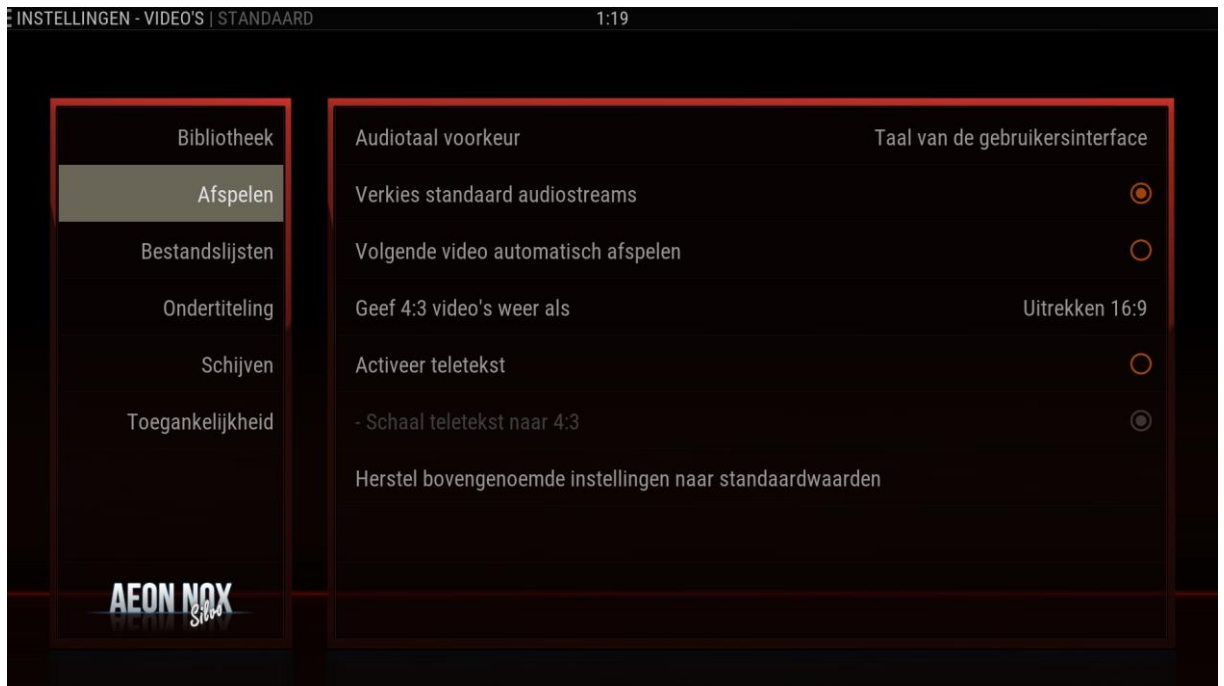 INSTELLINGEN - VIDEO'S | STANDAARD
1:19
Bibliotheek
Afspelen
Bestandslijsten
Ondertiteling
Schijven
Toegankelijkheid
Audiotaal voorkeur Taal van de gebruikersinterface
Verkies standaard audiostreams
Volgende video automatisch afspelen
Geef 4:3 video's weer als Uitrekken 16:9
Activeer teletekst
- Schaal teletekst naar 4:3
Herstel bovengenoemde instellingen naar standaardwaarden
AEON NOX
Silvo